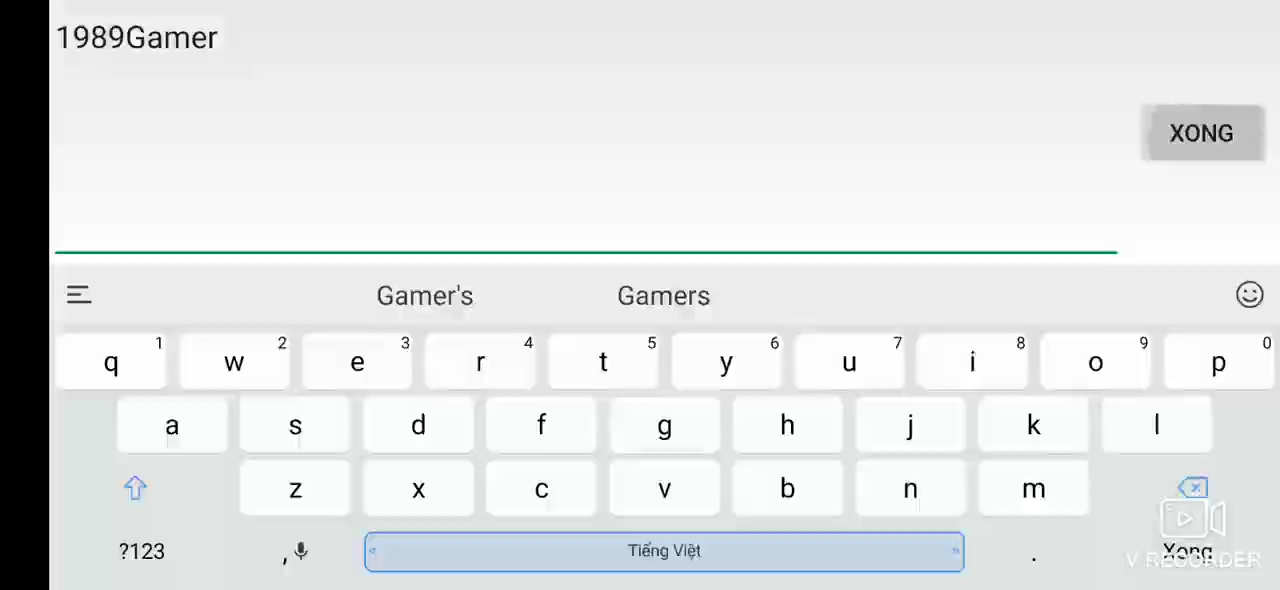 1989Gamer
XONG
Gamer's Gamers
q 1 w 2 e 3 r 4 t 5 y 6 u 7 i 8 o 9 p 0
a s d f g h j k l
z x c v b n m
?123 , Tiếng Việt . Xong
V RECORDER